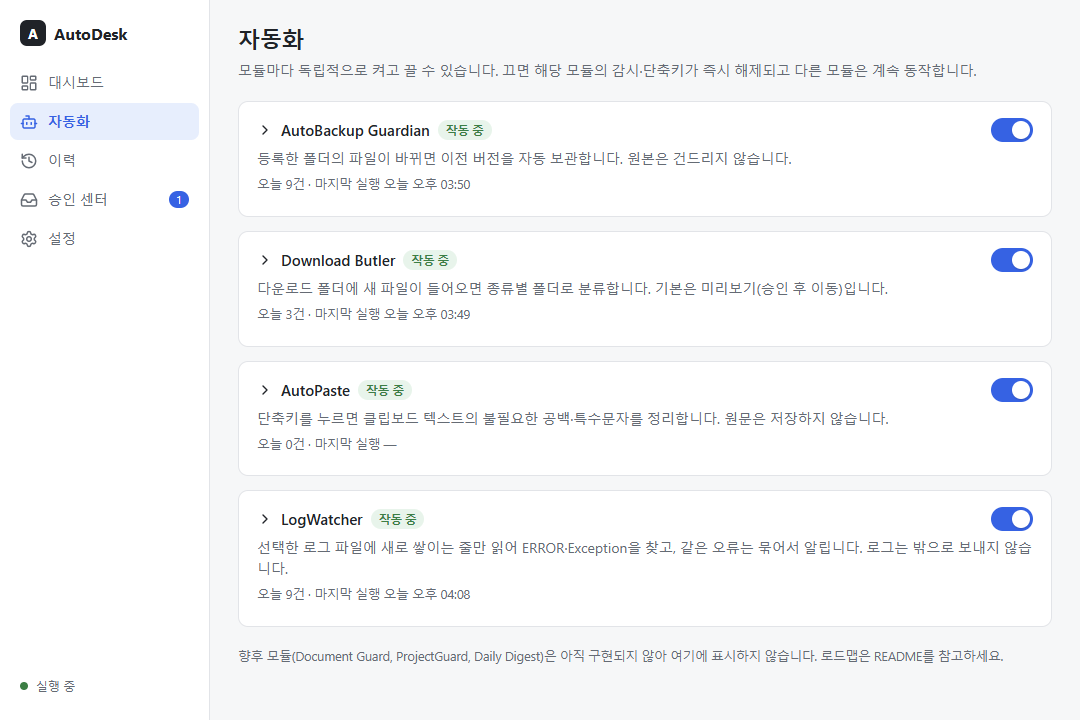 A AutoDesk
대시보드
자동화
이력
승인 센터 1
설정
실행 중
자동화
모듈마다 독립적으로 켜고 끌 수 있습니다. 끄면 해당 모듈의 감시·단축키가 즉시 해제되고 다른 모듈은 계속 동작합니다.
AutoBackup Guardian 작동 중
등록한 폴더의 파일이 바뀌면 이전 버전을 자동 보관합니다. 원본은 건드리지 않습니다.
오늘 9건 · 마지막 실행 오늘 오후 03:50
Download Butler 작동 중
다운로드 폴더에 새 파일이 들어오면 종류별 폴더로 분류합니다. 기본은 미리보기(승인 후 이동)입니다.
오늘 3건 · 마지막 실행 오늘 오후 03:49
AutoPaste 작동 중
단축키를 누르면 클립보드 텍스트의 불필요한 공백·특수문자를 정리합니다. 원문은 저장하지 않습니다.
오늘 0건 · 마지막 실행 —
LogWatcher 작동 중
선택한 로그 파일에 새로 쌓이는 줄만 읽어 ERROR·Exception을 찾고, 같은 오류는 묶어서 알립니다. 로그는 밖으로 보내지 않습
니다.
오늘 9건 · 마지막 실행 오늘 오후 04:08
향후 모듈(Document Guard, ProjectGuard, Daily Digest)은 아직 구현되지 않아 여기에 표시하지 않습니다. 로드맵은 README를 참고하세요.